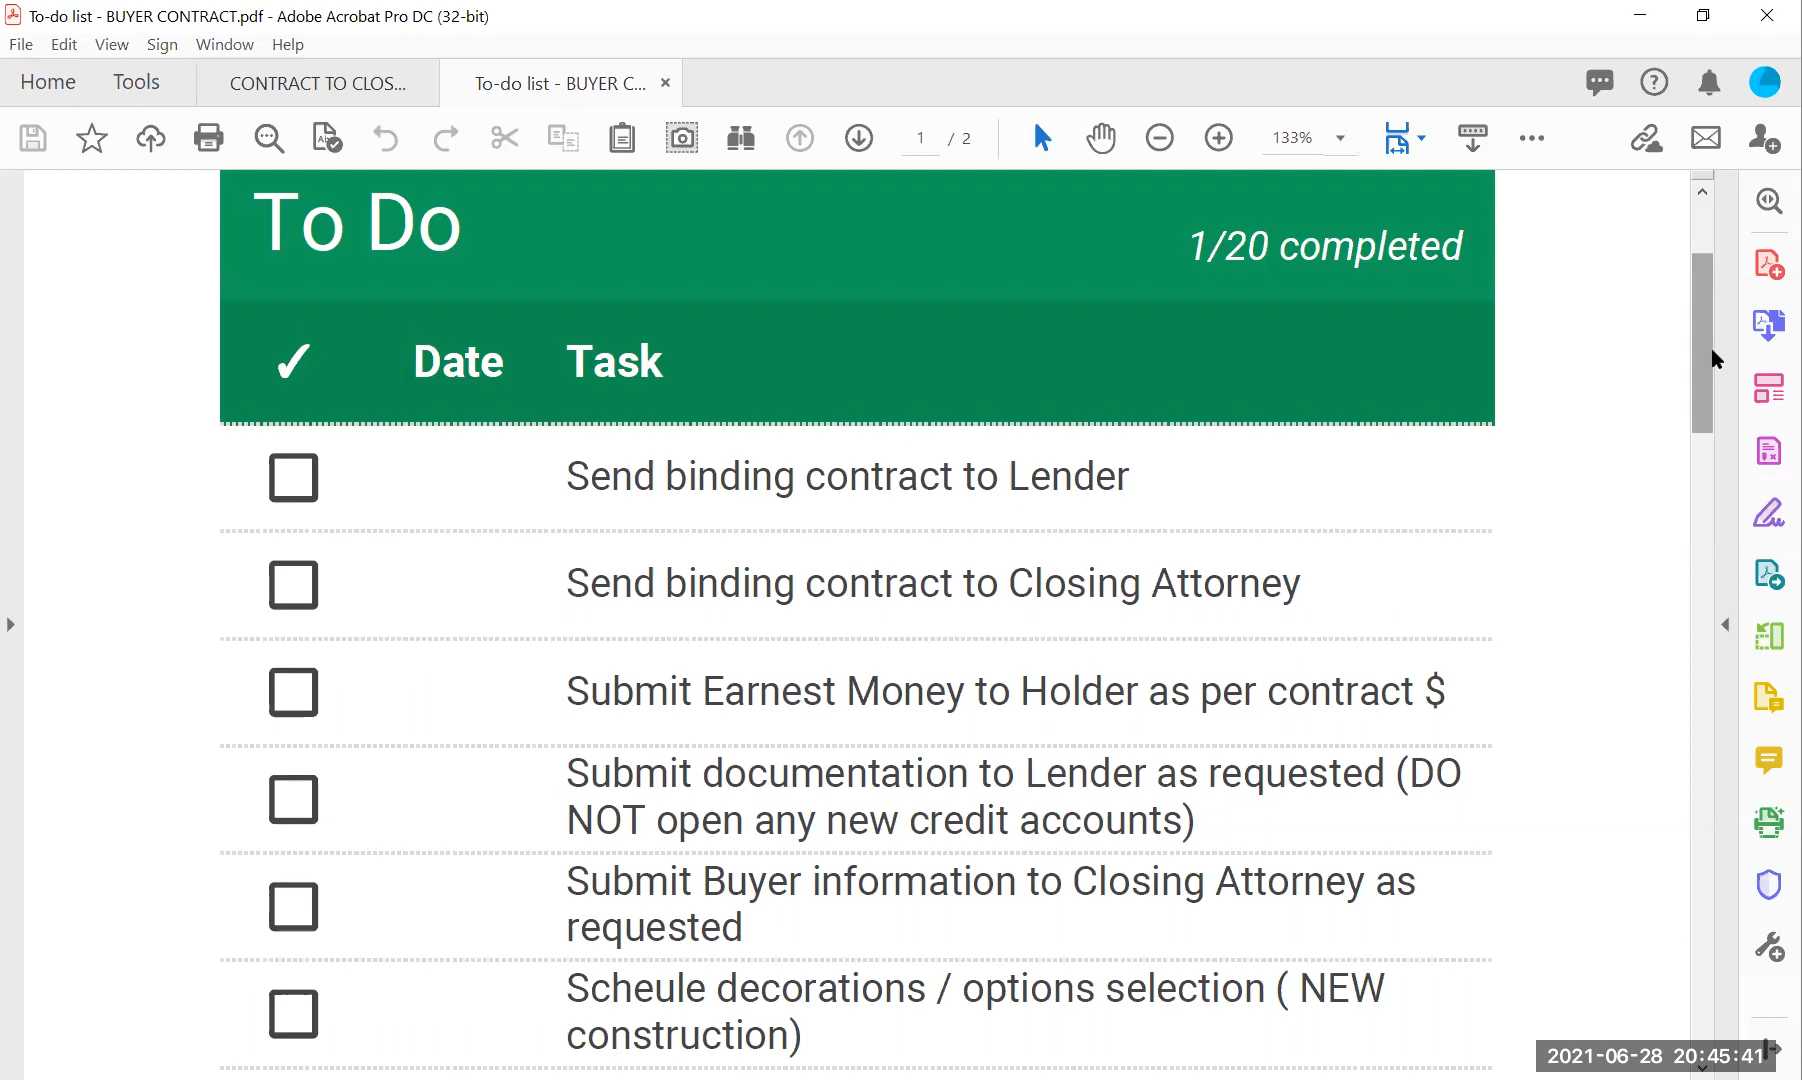 To-do list - BUYER CONTRACT.pdf - Adobe Acrobat Pro DC (32-bit)
File Edit View Sign Window Help
Home Tools CONTRACT TO CLOS... To-do list - BUYER C... ×
1 / 2 133%
To Do
1/20 completed
✓ Date Task
Send binding contract to Lender
Send binding contract to Closing Attorney
Submit Earnest Money to Holder as per contract $
Submit documentation to Lender as requested (DO
NOT open any new credit accounts)
Submit Buyer information to Closing Attorney as
requested
Scheule decorations / options selection ( NEW
construction)
2021-06-28 20:45:41